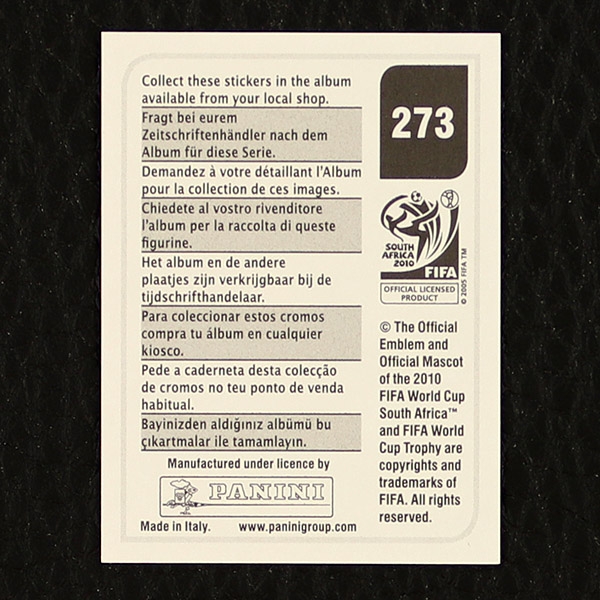 Collect these stickers in the album
available from your local shop.
Fragt bei eurem
Zeitschriftenhändler nach dem
Album für diese Serie.
Demandez à votre détaillant l'Album
pour la collection de ces images.
Chiedete al vostro rivenditore
l'album per la raccolta di queste
figurine.
Het album en de andere
plaatjes zijn verkrijgbaar bij de
tijdschrifthandelaar.
Para coleccionar estos cromos
compra tu álbum en cualquier
kiosco.
Pede a caderneta desta colecção
de cromos no teu ponto de venda
habitual.
Bayinizden aldığınız albümü bu
çıkartmalar ile tamamlayın.
Manufactured under licence by
PANINI
Made in Italy.
www.paninigroup.com
273
SOUTH
AFRICA
2010
FIFA
© 2005 FIFA TM
OFFICIAL LICENSED
PRODUCT
© The Official
Emblem and
Official Mascot
of the 2010
FIFA World Cup
South Africa™
and FIFA World
Cup Trophy are
copyrights and
trademarks of
FIFA. All rights
reserved.